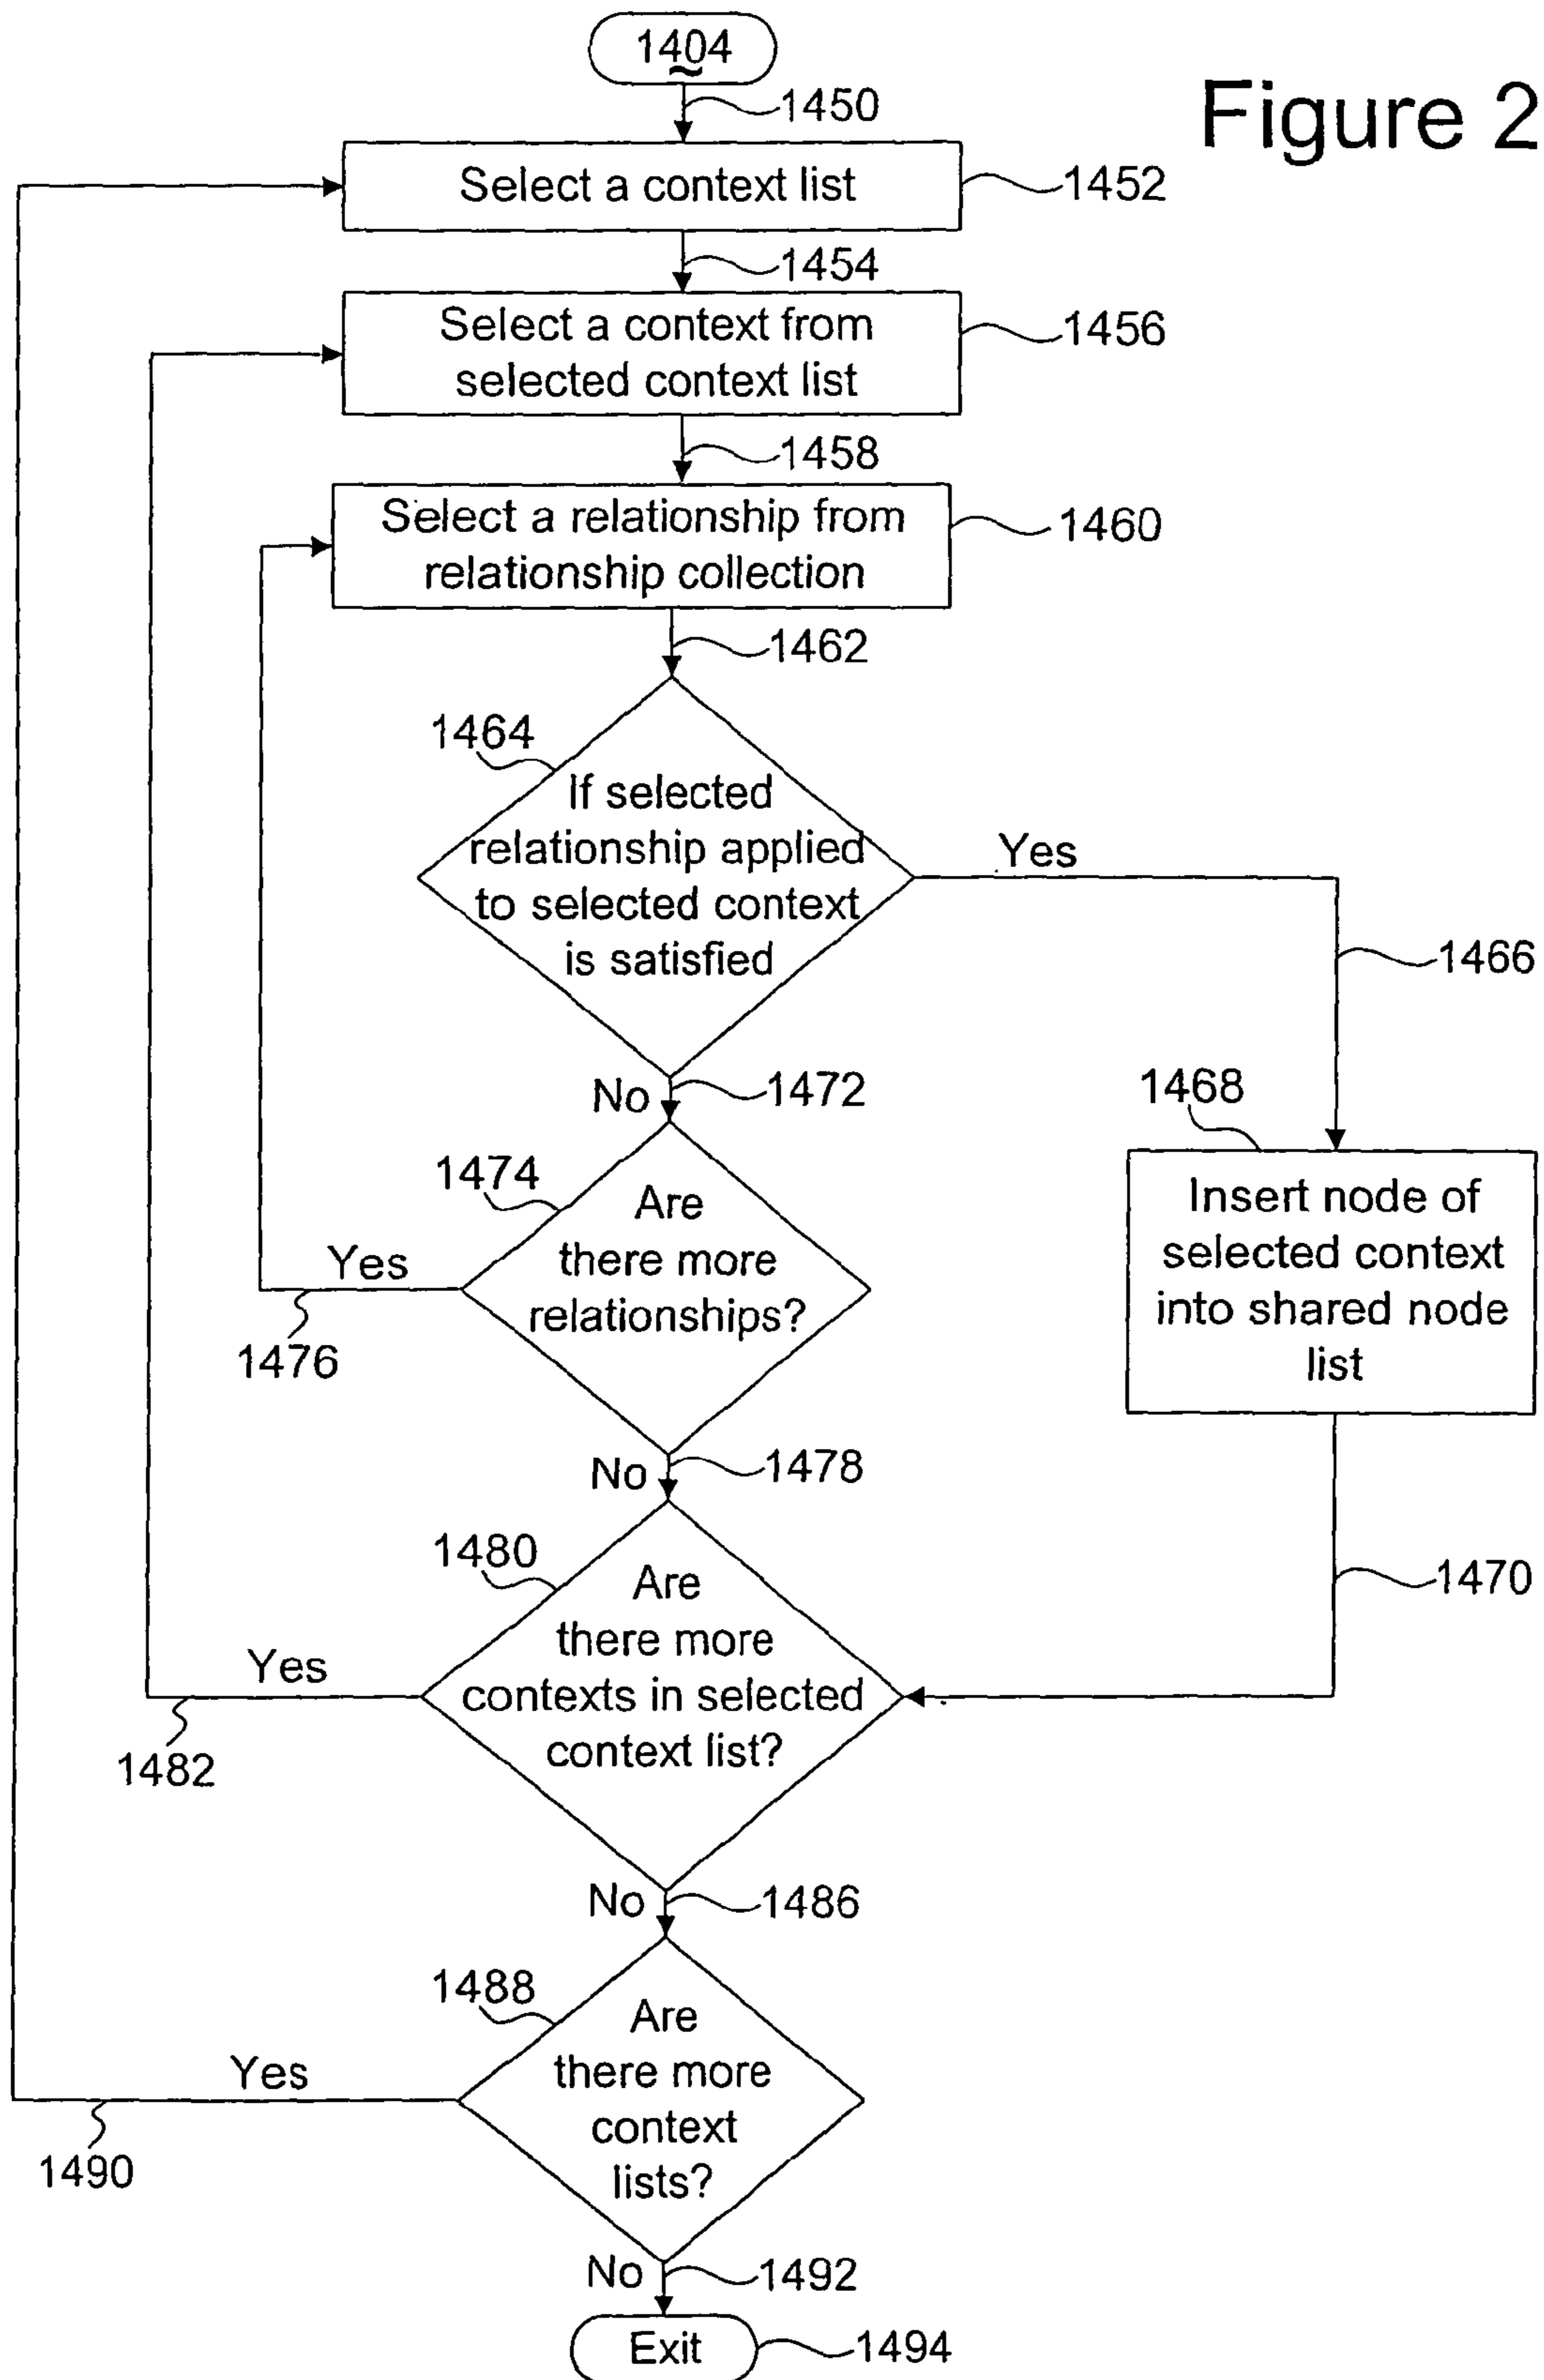 1404
Figure 2
1450
Select a context list
1452
1454
Select a context from
selected context list
1456
1458
Select a relationship from
relationship collection
1460
1462
1464
If selected
relationship applied
to selected context
is satisfied
Yes
1466
No
1472
1468
Insert node of
selected context
into shared node
list
1474
Are
there more
relationships?
Yes
1476
No
1478
1470
1480
Are
there more
contexts in selected
context list?
Yes
1482
No
1486
1488
Are
there more
context
lists?
Yes
1490
No
1492
Exit
1494